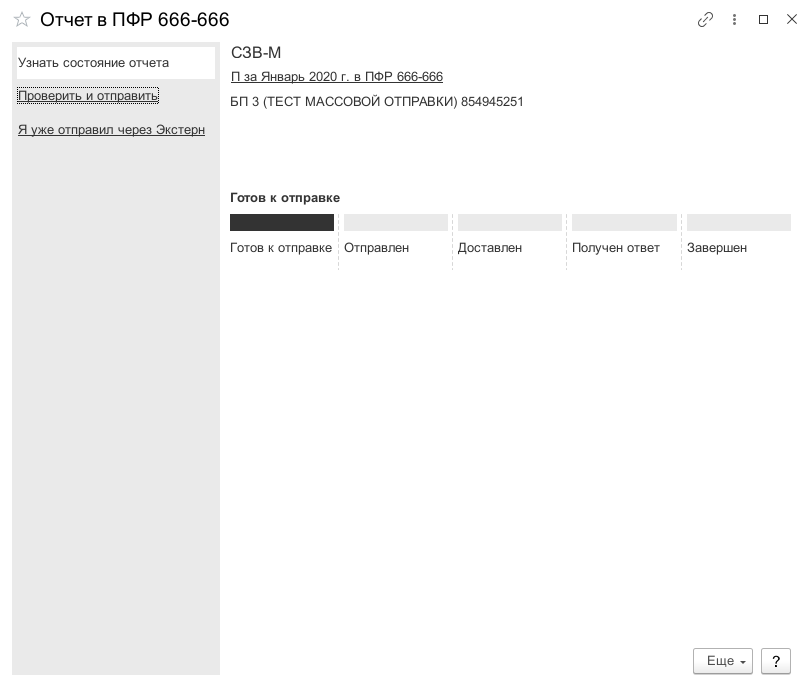 Отчет в ПФР 666-666
Узнать состояние отчета
Проверить и отправить
Я уже отправил через Экстерн
СЗВ-М
П за Январь 2020 г. в ПФР 666-666
БП 3 (ТЕСТ МАССОВОЙ ОТПРАВКИ) 854945251
Готов к отправке
Готов к отправке Отправлен Доставлен Получен ответ Завершен
Еще ?